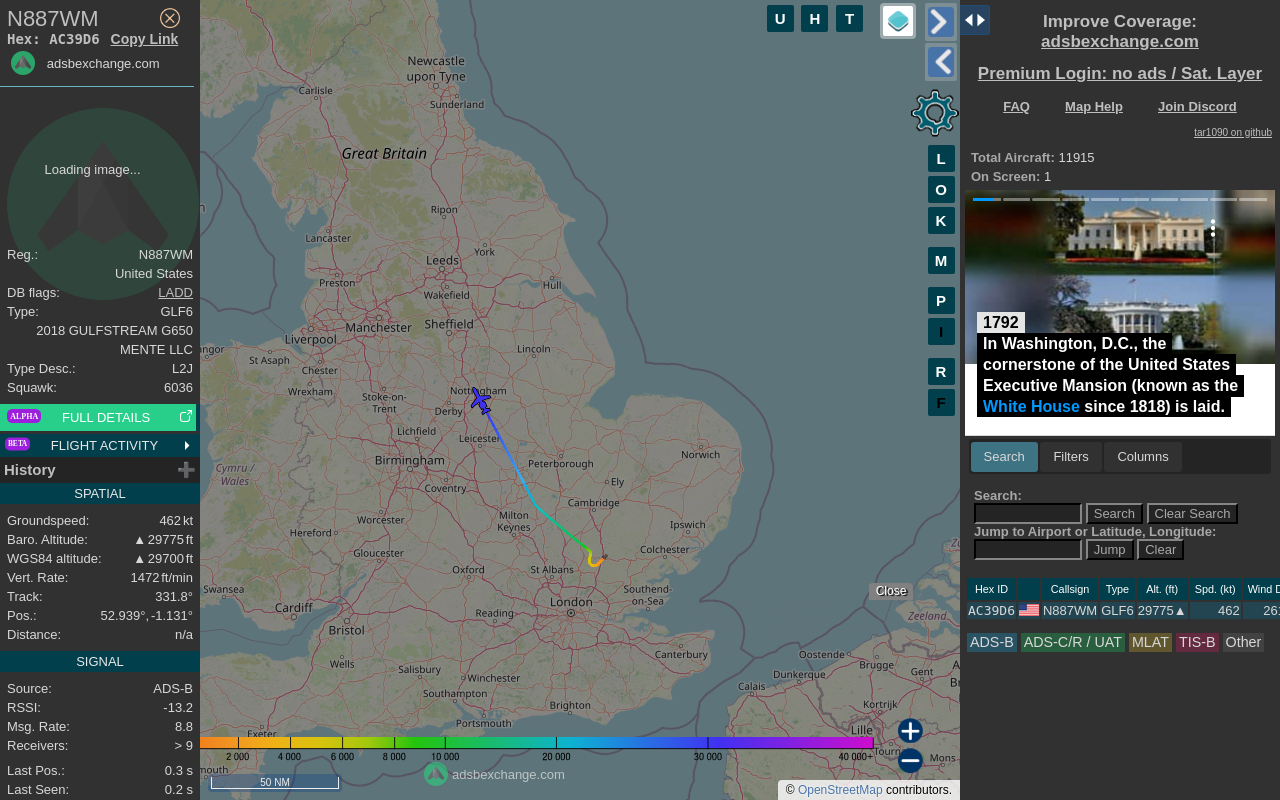 N887WM
Hex: AC39D6 Copy Link
adsbexchange.com
Loading image...
Reg.: N887WM
United States
DB flags: LADD
Type: GLF6
2018 GULFSTREAM G650
MENTE LLC
Type Desc.: L2J
Squawk: 6036
ALPHA FULL DETAILS
BETA FLIGHT ACTIVITY
History
SPATIAL
Groundspeed: 462 kt
Baro. Altitude: ▲ 29775 ft
WGS84 altitude: ▲ 29700 ft
Vert. Rate: 1472 ft/min
Track: 331.8°
Pos.: 52.939°, -1.131°
Distance: n/a
SIGNAL
Source: ADS-B
RSSI: -13.2
Msg. Rate: 8.8
Receivers: > 9
Last Pos.: 0.3 s
Last Seen: 0.2 s
U H T
L
O
K
M
P
I
R
F
Newcastle
upon Tyne
Carlisle
Sunderland
Great Britain
Ripon
Lancaster
York
Leeds
Preston
Hull
Wakefield
Manchester
Sheffield
Liverpool
Lincoln
angor
St Asaph
Chester
Wrexham
Stoke-on-
Trent
Nottingham
Derby
Lichfield
Leicester
Norwich
Birmingham
Peterborough
Cymru /
Wales
Coventry
Ely
Cambridge
Worcester
Milton
Keynes
Ipswich
Hereford
Gloucester
Colchester
Oxford
St Albans
Swansea
Southend-
on-Sea
Close
Cardiff
London
Reading
Zeeland
Bristol
Canterbury
Wells
Salisbury
Winchester
Oostende
Brugge
Dunkerque
Gent
Calais
Southampton
Brighton
Kortrijk
Portsmouth
Exeter
Lille
Tourn
Mons
mouth
2 000 4 000 6 000 8 000 10 000 20 000 30 000 40 000+
50 NM
adsbexchange.com
© OpenStreetMap contributors.
Improve Coverage:
adsbexchange.com
Premium Login: no ads / Sat. Layer
FAQ Map Help Join Discord
tar1090 on github
Total Aircraft: 11915
On Screen: 1
1792
In Washington, D.C., the
cornerstone of the United States
Executive Mansion (known as the
White House since 1818) is laid.
Search Filters Columns
Search:
Search Clear Search
Jump to Airport or Latitude, Longitude:
Jump Clear
Hex ID Callsign Type Alt. (ft) Spd. (kt) Wind D
AC39D6 N887WM GLF6 29775▲ 462 261
ADS-B ADS-C/R / UAT MLAT TIS-B Other